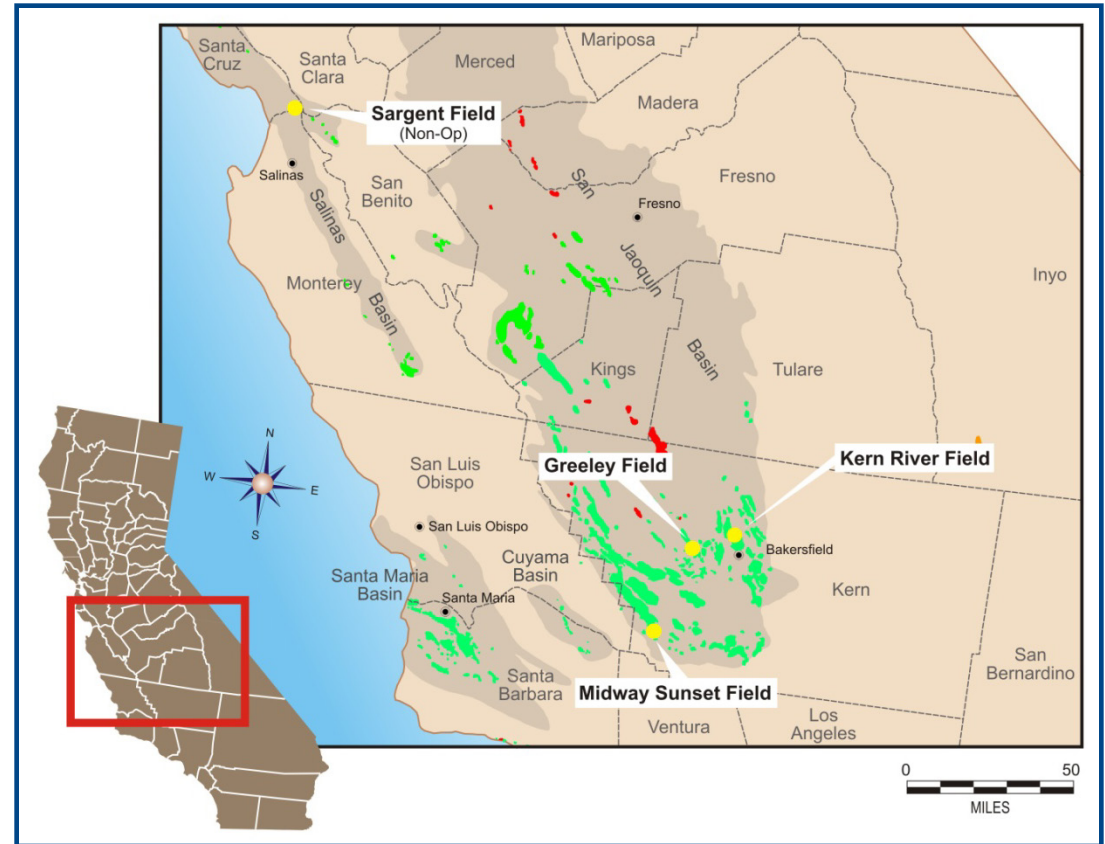 Santa
Cruz
Santa
Clara
Merced
Mariposa
Madera
Sargent Field
(Non-Op)
Salinas
San
Benito
San
Jaoquin
Basin
Fresno
Fresno
Inyo
Salinas
Basin
Monterey
Kings
Tulare
San Luis
Obispo
Greeley Field
Kern River Field
San Luis Obispo
Bakersfield
Cuyama
Basin
Santa Maria
Basin
Santa Maria
Kern
Santa
Barbara
Midway Sunset Field
San
Bernardino
Ventura
Los
Angeles
N
W
E
S
0
50
MILES